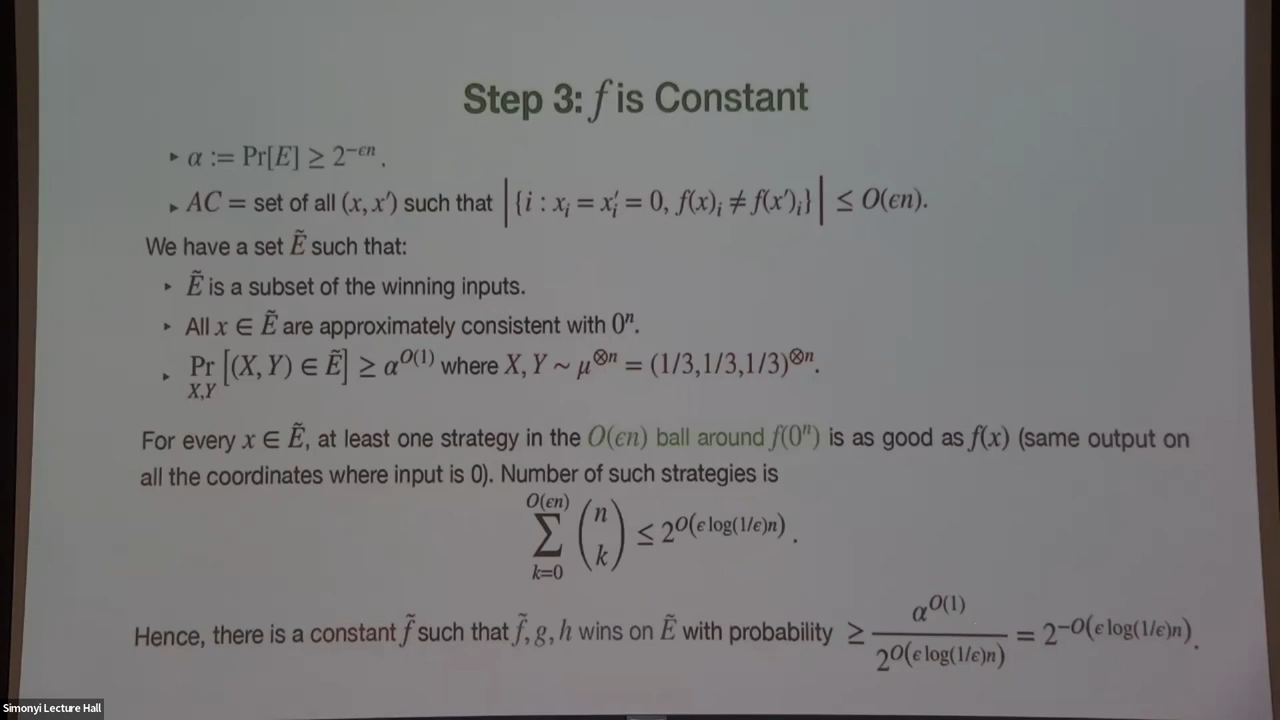 Step 3: f is Constant
▸ α := Pr[E] ≥ 2^{−ϵn}.
▸ AC = set of all (x, x′) such that |{i : x_i = x′_i = 0, f(x)_i ≠ f(x′)_i}| ≤ O(ϵn).
We have a set Ẽ such that:
▸ Ẽ is a subset of the winning inputs.
▸ All x ∈ Ẽ are approximately consistent with 0^n.
▸ Pr_{X,Y}[(X, Y) ∈ Ẽ] ≥ α^{O(1)} where X, Y ~ μ^{⊗n} = (1/3,1/3,1/3)^{⊗n}.
For every x ∈ Ẽ, at least one strategy in the O(ϵn) ball around f(0^n) is as good as f(x) (same output on
all the coordinates where input is 0). Number of such strategies is
∑_{k=0}^{O(ϵn)} (n k) ≤ 2^{O(ϵ log(1/ϵ)n)}.
Hence, there is a constant f̃ such that f̃, g, h wins on Ẽ with probability ≥ α^{O(1)} / 2^{O(ϵ log(1/ϵ)n)} = 2^{−O(ϵ log(1/ϵ)n)}.
Simonyi Lecture Hall